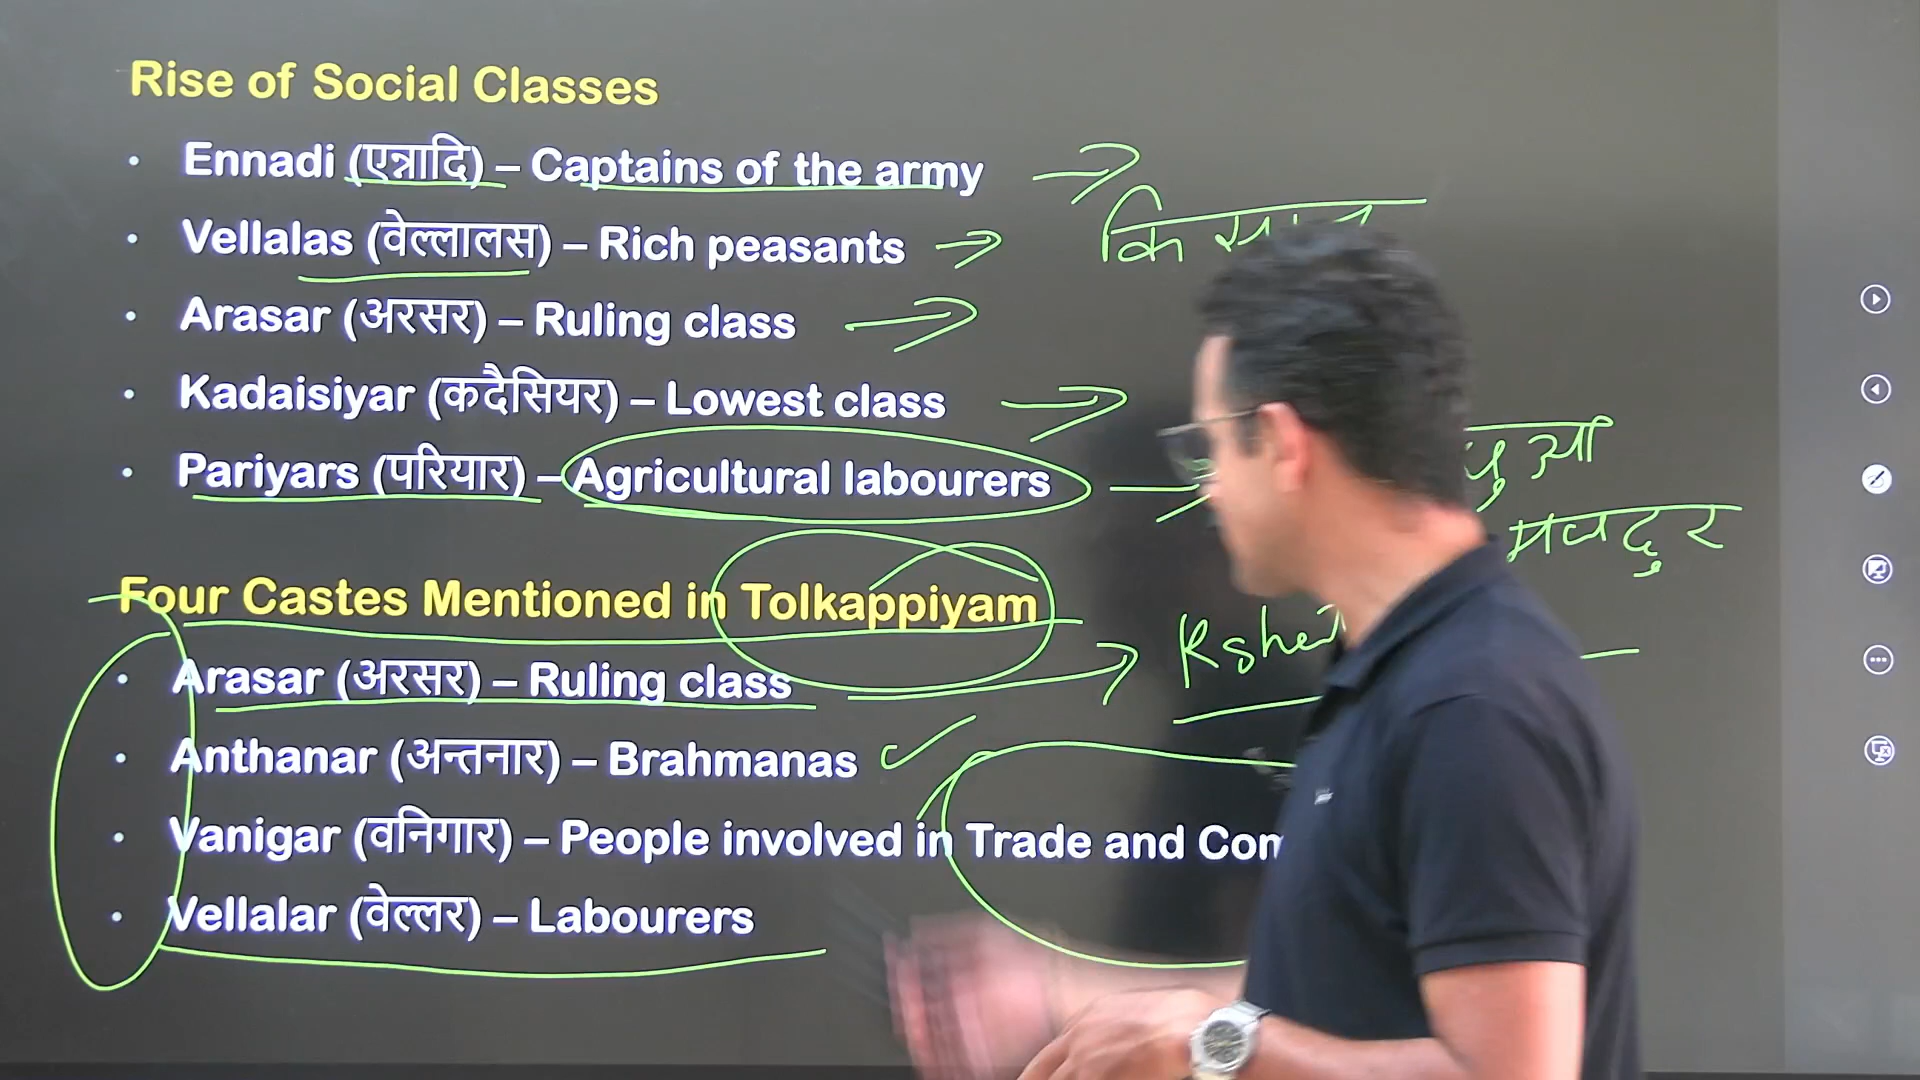 Rise of Social Classes
• Ennadi (एन्नादि) – Captains of the army
• Vellalas (वेल्लालस) – Rich peasants
• Arasar (अरसर) – Ruling class
• Kadaisiyar (कदैसियर) – Lowest class
• Pariyars (परियार) – Agricultural labourers
मजदूर
Four Castes Mentioned in Tolkappiyam
• Arasar (अरसर) – Ruling class
• Anthanar (अन्तनार) – Brahmanas
• Vanigar (वनिगार) – People involved in Trade and
• Vellalar (वेल्लर) – Labourers